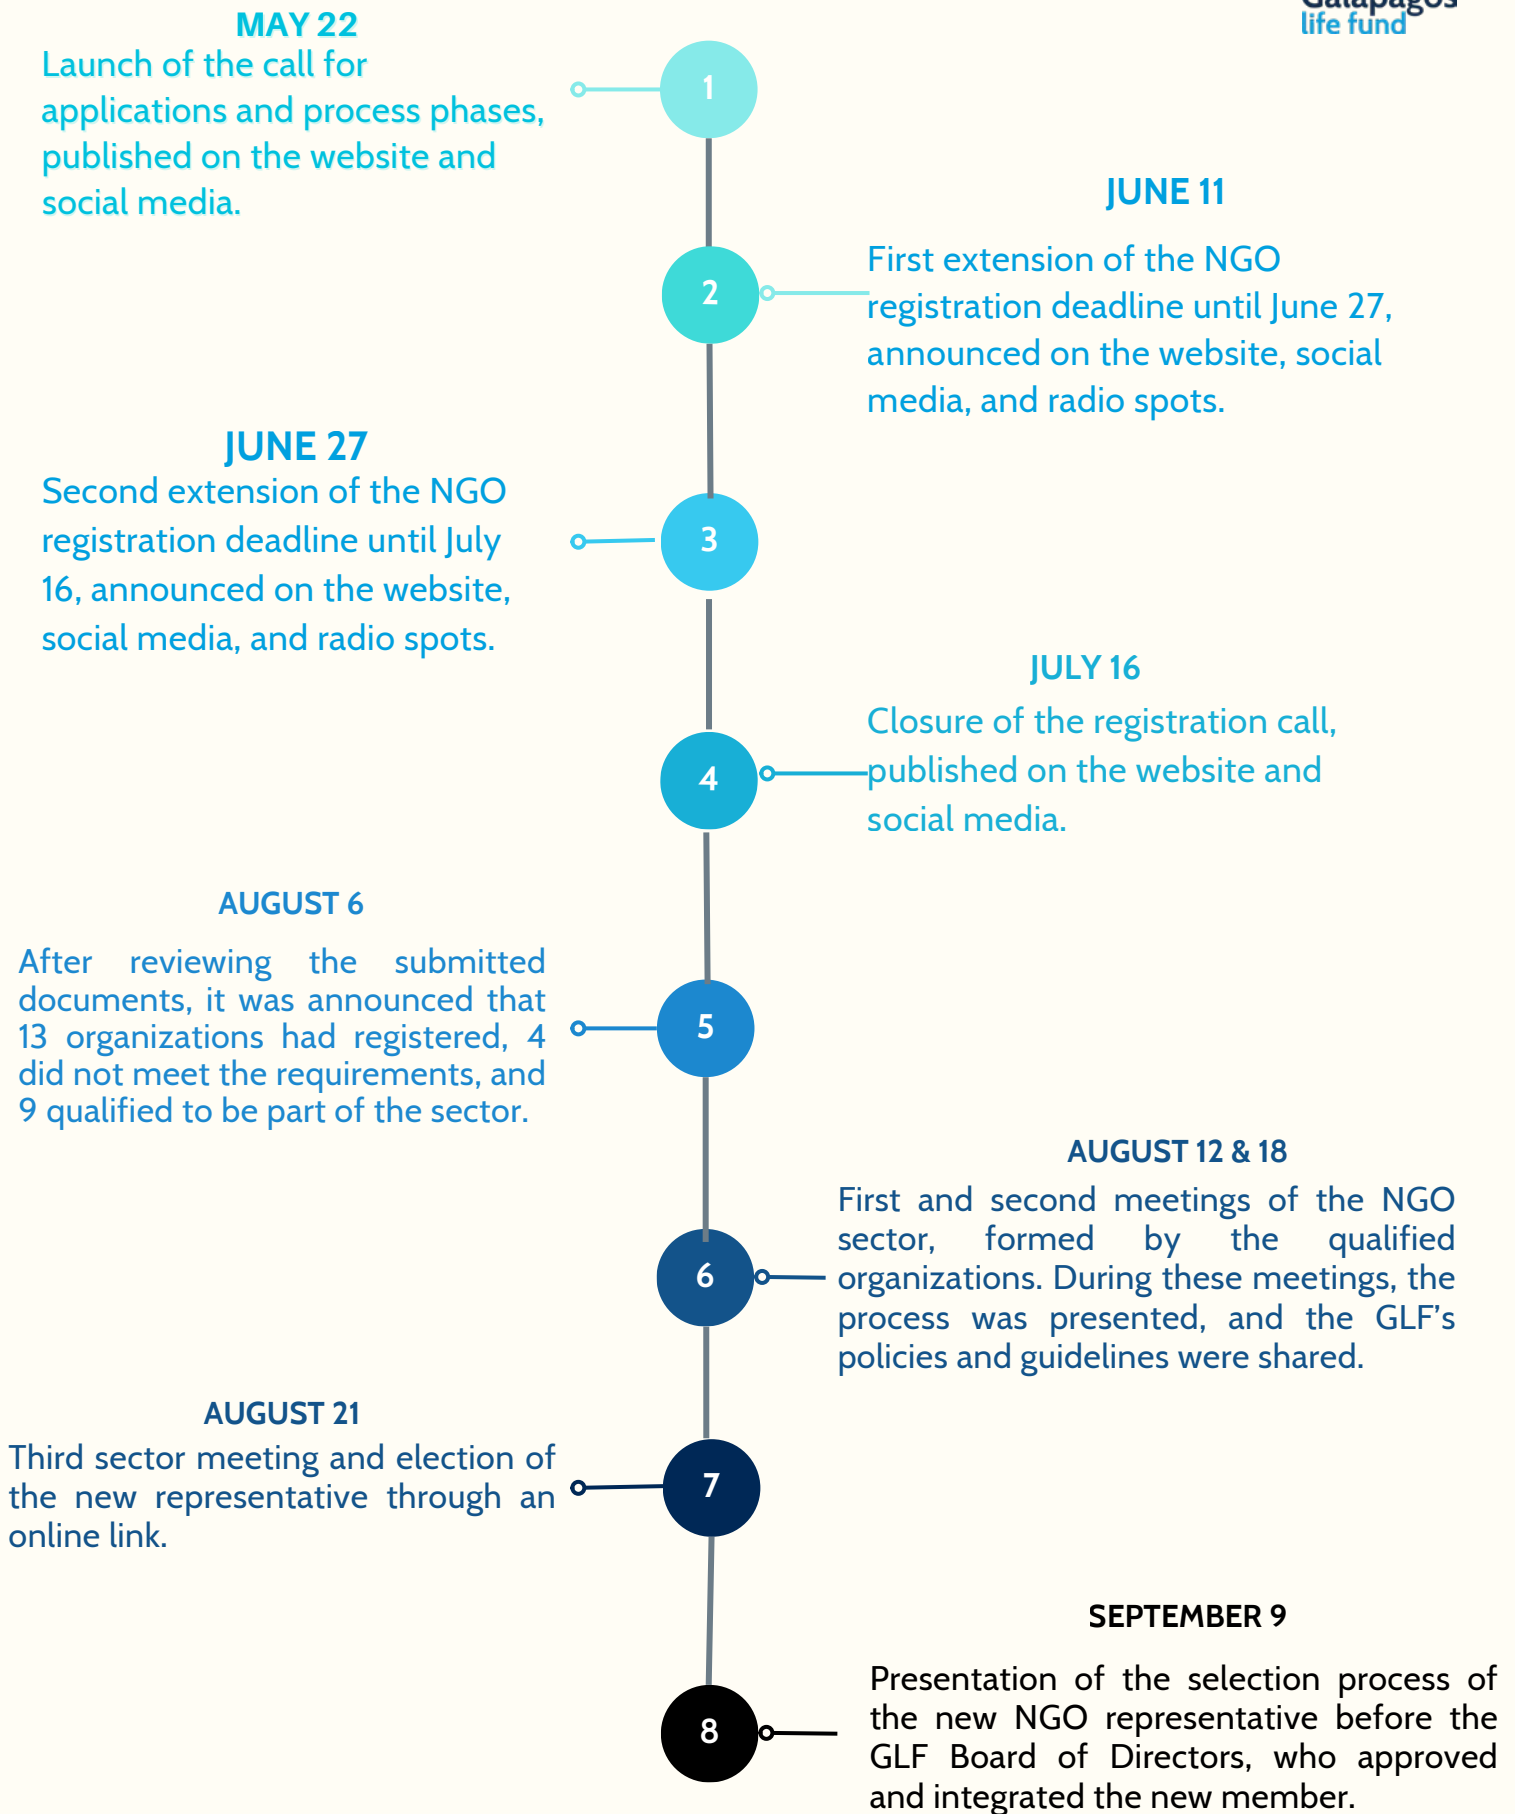 Galapagos
life fund
MAY 22
Launch of the call for
applications and process phases,
published on the website and
social media.
1
JUNE 11
2
First extension of the NGO
registration deadline until June 27,
announced on the website, social
media, and radio spots.
JUNE 27
Second extension of the NGO
registration deadline until July
16, announced on the website,
social media, and radio spots.
3
JULY 16
4
Closure of the registration call,
published on the website and
social media.
AUGUST 6
After reviewing the submitted
documents, it was announced that
13 organizations had registered, 4
did not meet the requirements, and
9 qualified to be part of the sector.
5
AUGUST 12 & 18
6
First and second meetings of the NGO
sector, formed by the qualified
organizations. During these meetings, the
process was presented, and the GLF’s
policies and guidelines were shared.
AUGUST 21
Third sector meeting and election of
the new representative through an
online link.
7
SEPTEMBER 9
8
Presentation of the selection process of
the new NGO representative before the
GLF Board of Directors, who approved
and integrated the new member.